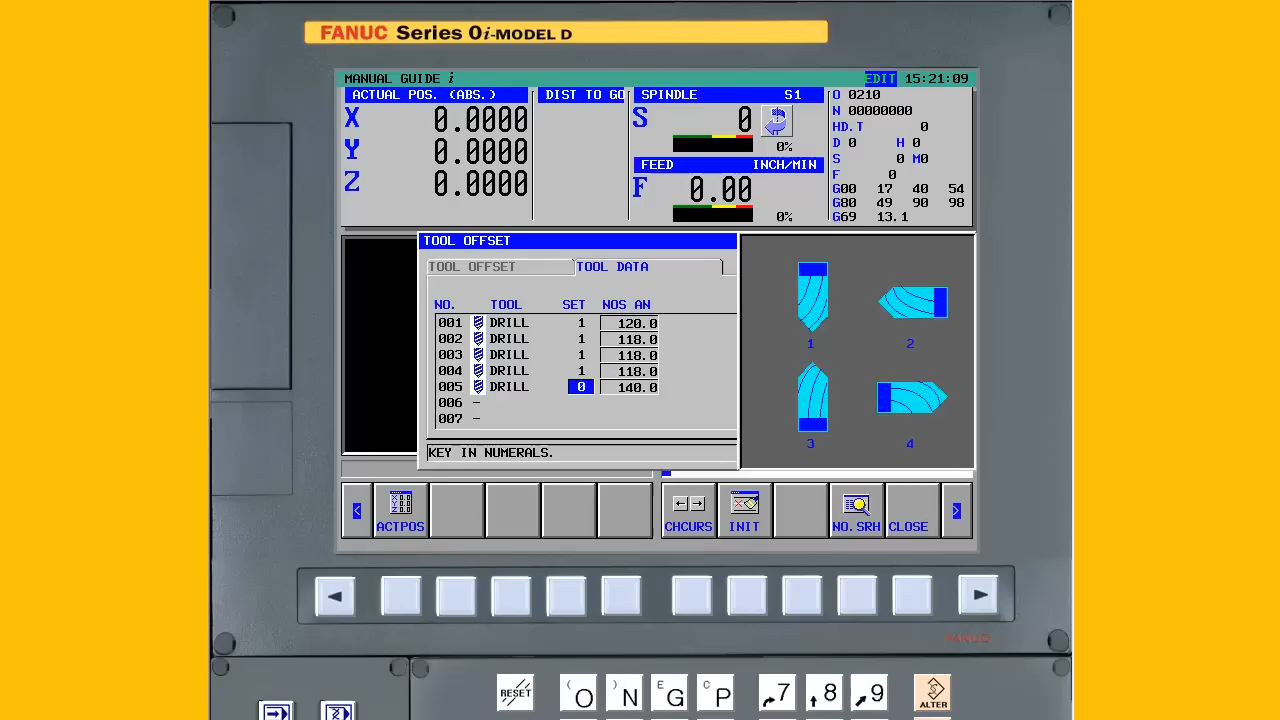 FANUC Series 0i-MODEL D
MANUAL GUIDE i EDIT 15:21:09
ACTUAL POS. (ABS.) DIST TO GO SPINDLE S1
X 0.0000
Y 0.0000
Z 0.0000
S 0
0%
FEED INCH/MIN
F 0.00
0%
O 0210
N 00000000
HD.T 0
D 0 H 0
S 0 M0
F 0
G00 17 40 54
G80 49 90 98
G69 13.1
TOOL OFFSET
TOOL OFFSET TOOL DATA
NO. TOOL SET NOS AN
001 DRILL 1 120.0
002 DRILL 1 118.0
003 DRILL 1 118.0
004 DRILL 1 118.0
005 DRILL 0 140.0
006 -
007 -
KEY IN NUMERALS.
1 2
3 4
< ACTPOS CHCURS INIT NO.SRH CLOSE >
FANUC
RESET ( O ) N E G C P 7 8 9 ALTER